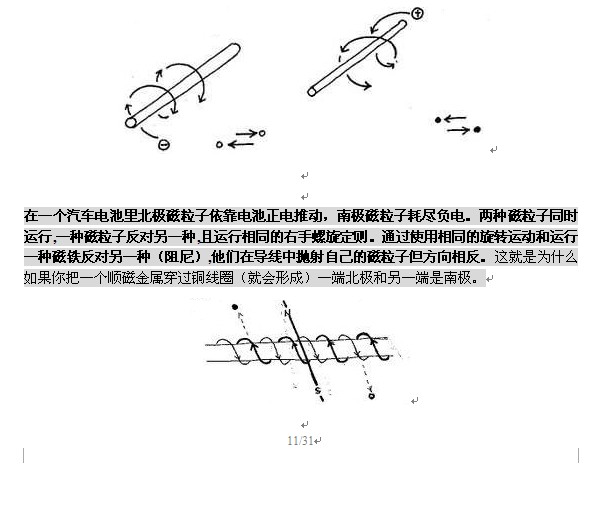 在一个汽车电池里北极磁粒子依靠电池正电推动，南极磁粒子耗尽负电。两种磁粒子同时
运行,一种磁粒子反对另一种,且运行相同的右手螺旋定则。通过使用相同的旋转运动和运行
一种磁铁反对另一种（阻尼）,他们在导线中抛射自己的磁粒子但方向相反。这就是为什么
如果你把一个顺磁金属穿过铜线圈（就会形成）一端北极和另一端是南极。
N
S
11/31